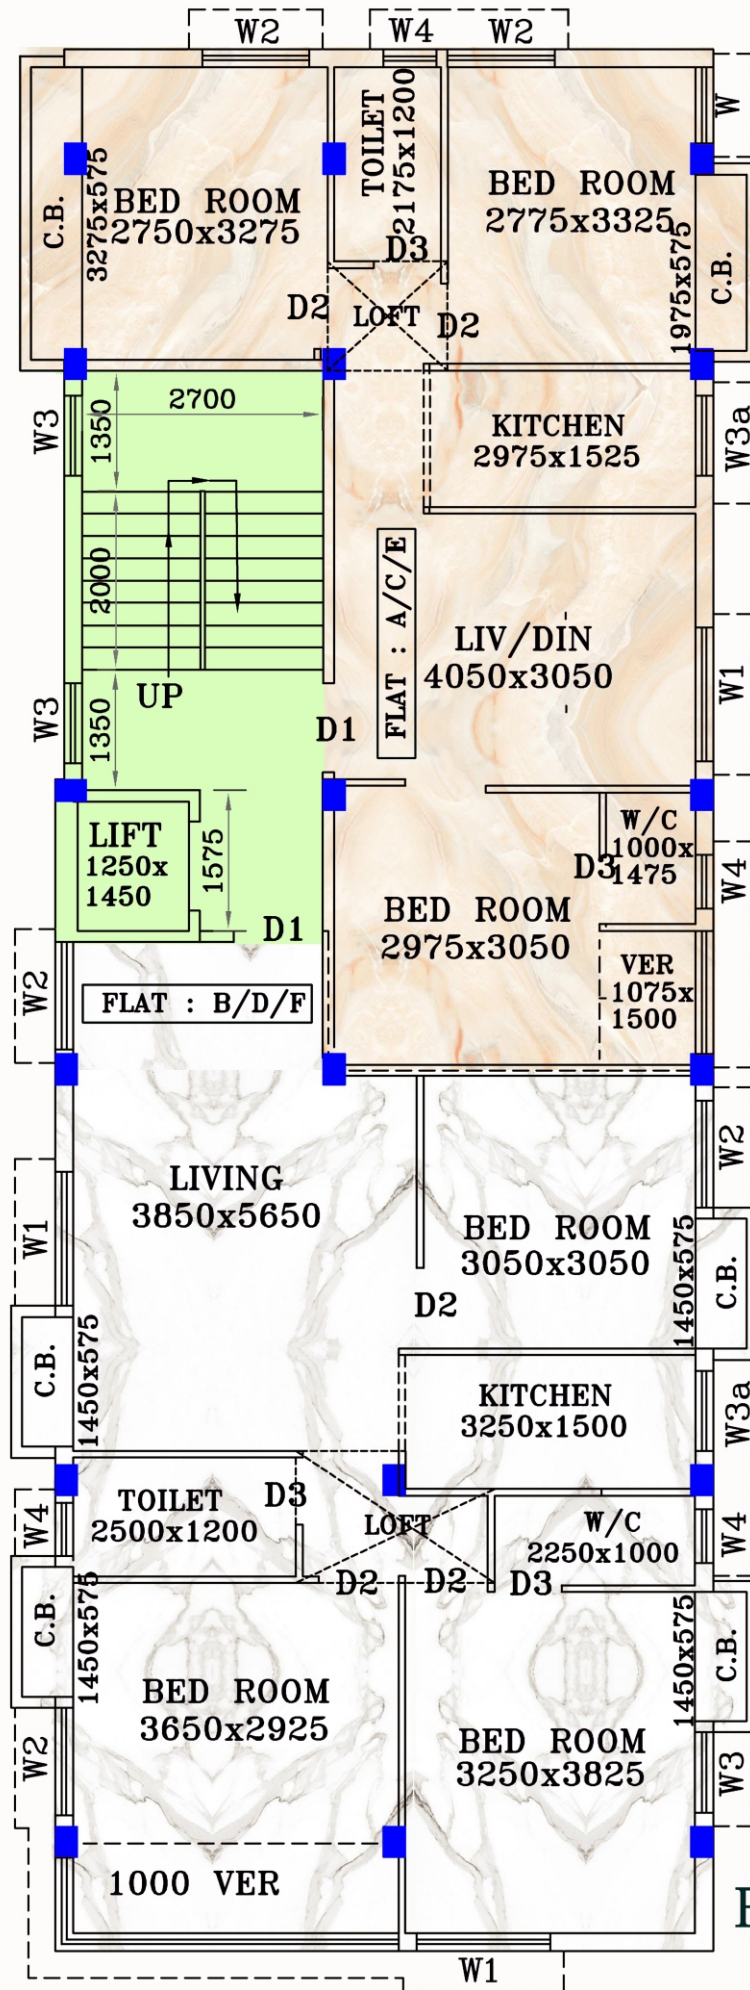 W2
W4
W2
W
C.B.
3275x575
BED ROOM
2750x3275
TOILET
2175x1200
BED ROOM
2775x3325
1975x575
C.B.
D3
D2
LOFT
D2
W3
1350
2700
KITCHEN
2975x1525
W3a
2000
UP
FLAT : A/C/E
LIV/DIN
4050x3050
W1
W3
1350
D1
LIFT
1250x
1450
1575
D1
W/C
1000x
1475
D3
W4
BED ROOM
2975x3050
VER
1075x
1500
W2
FLAT : B/D/F
LIVING
3850x5650
W2
W1
BED ROOM
3050x3050
1450x575
C.B.
D2
C.B.
1450x575
KITCHEN
3250x1500
W3a
W4
TOILET
2500x1200
D3
LOFT
W/C
2250x1000
W4
D2
D2
D3
C.B.
1450x575
BED ROOM
3650x2925
1450x575
C.B.
W2
BED ROOM
3250x3825
W3
1000 VER
W1